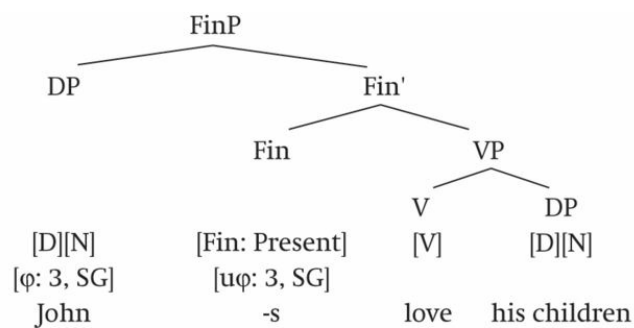 FinP
DP Fin'
Fin VP
V DP
[D][N] [Fin: Present] [V] [D][N]
[φ: 3, SG] [uφ: 3, SG]
John -s love his children